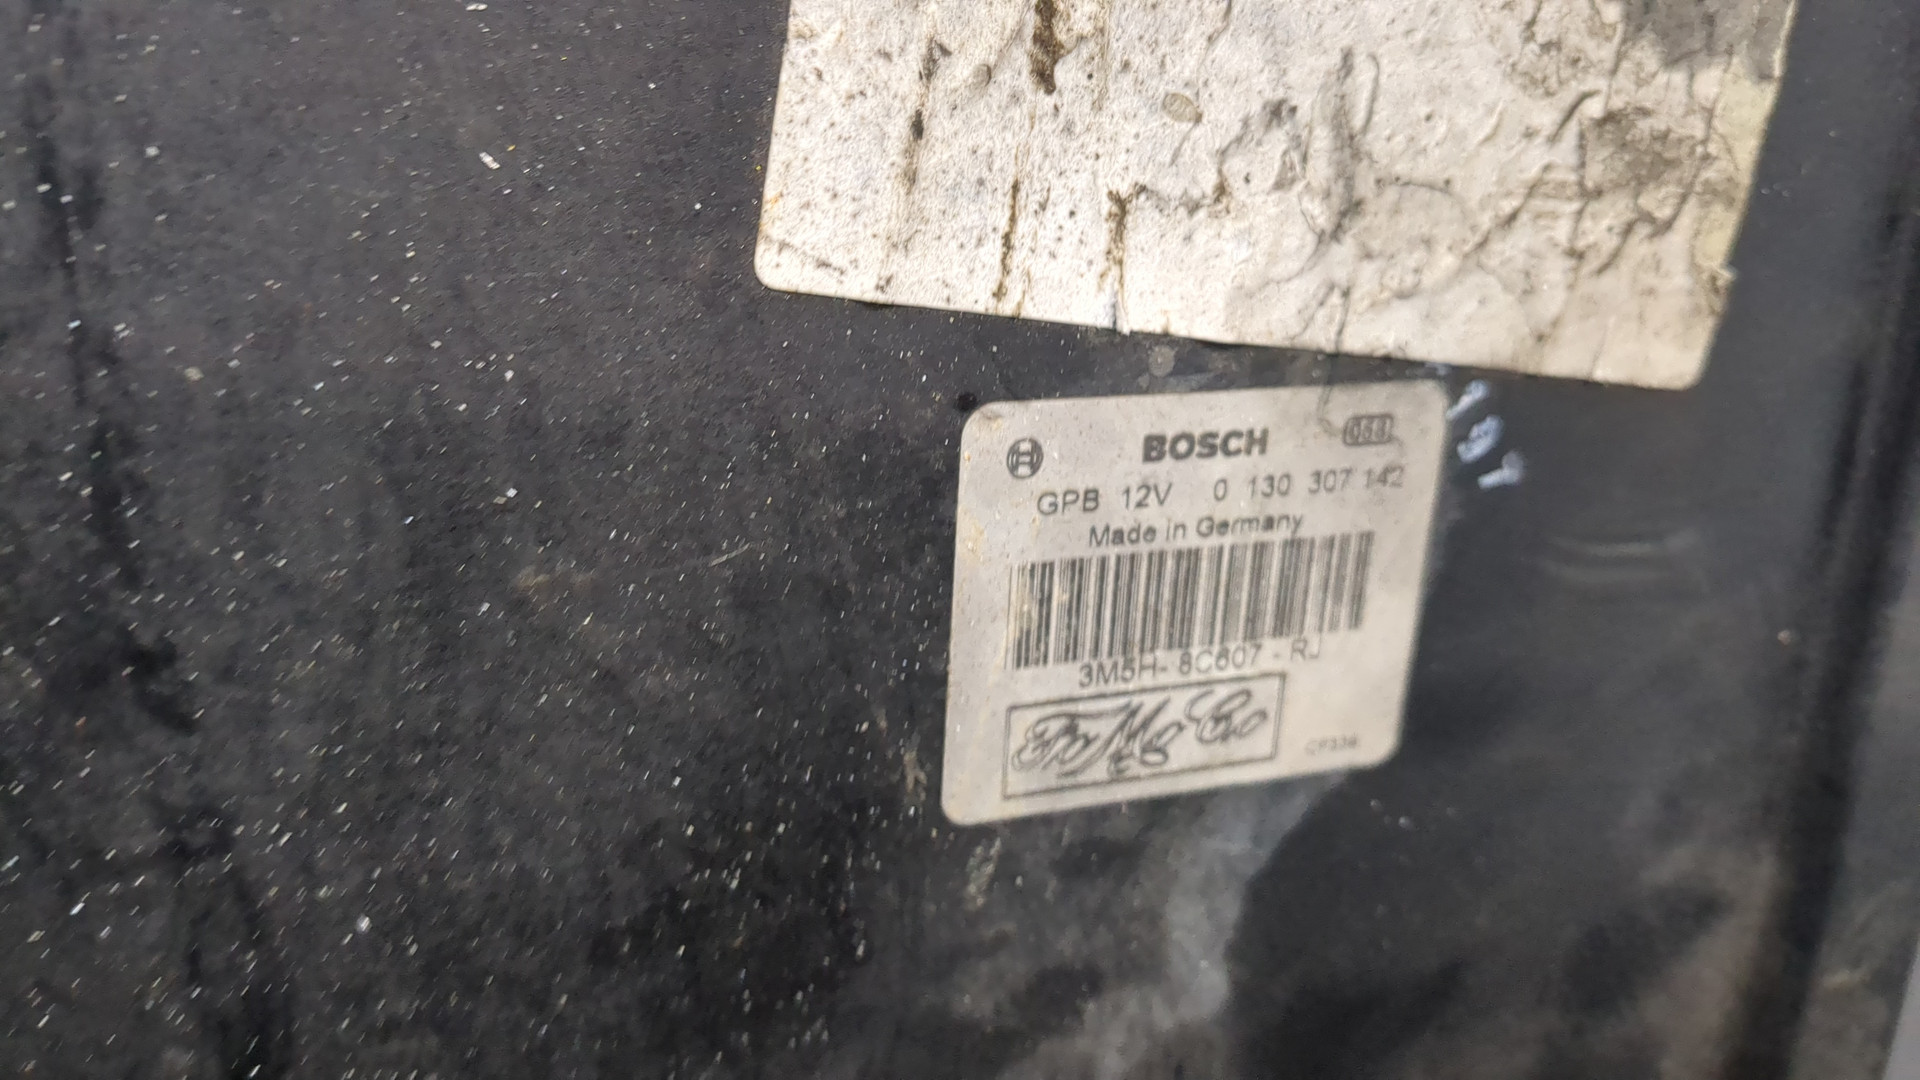 BOSCH
GPB 12V 0 130 307 142
Made in Germany
3M5H- 8C607 - RJ
FoMoCo